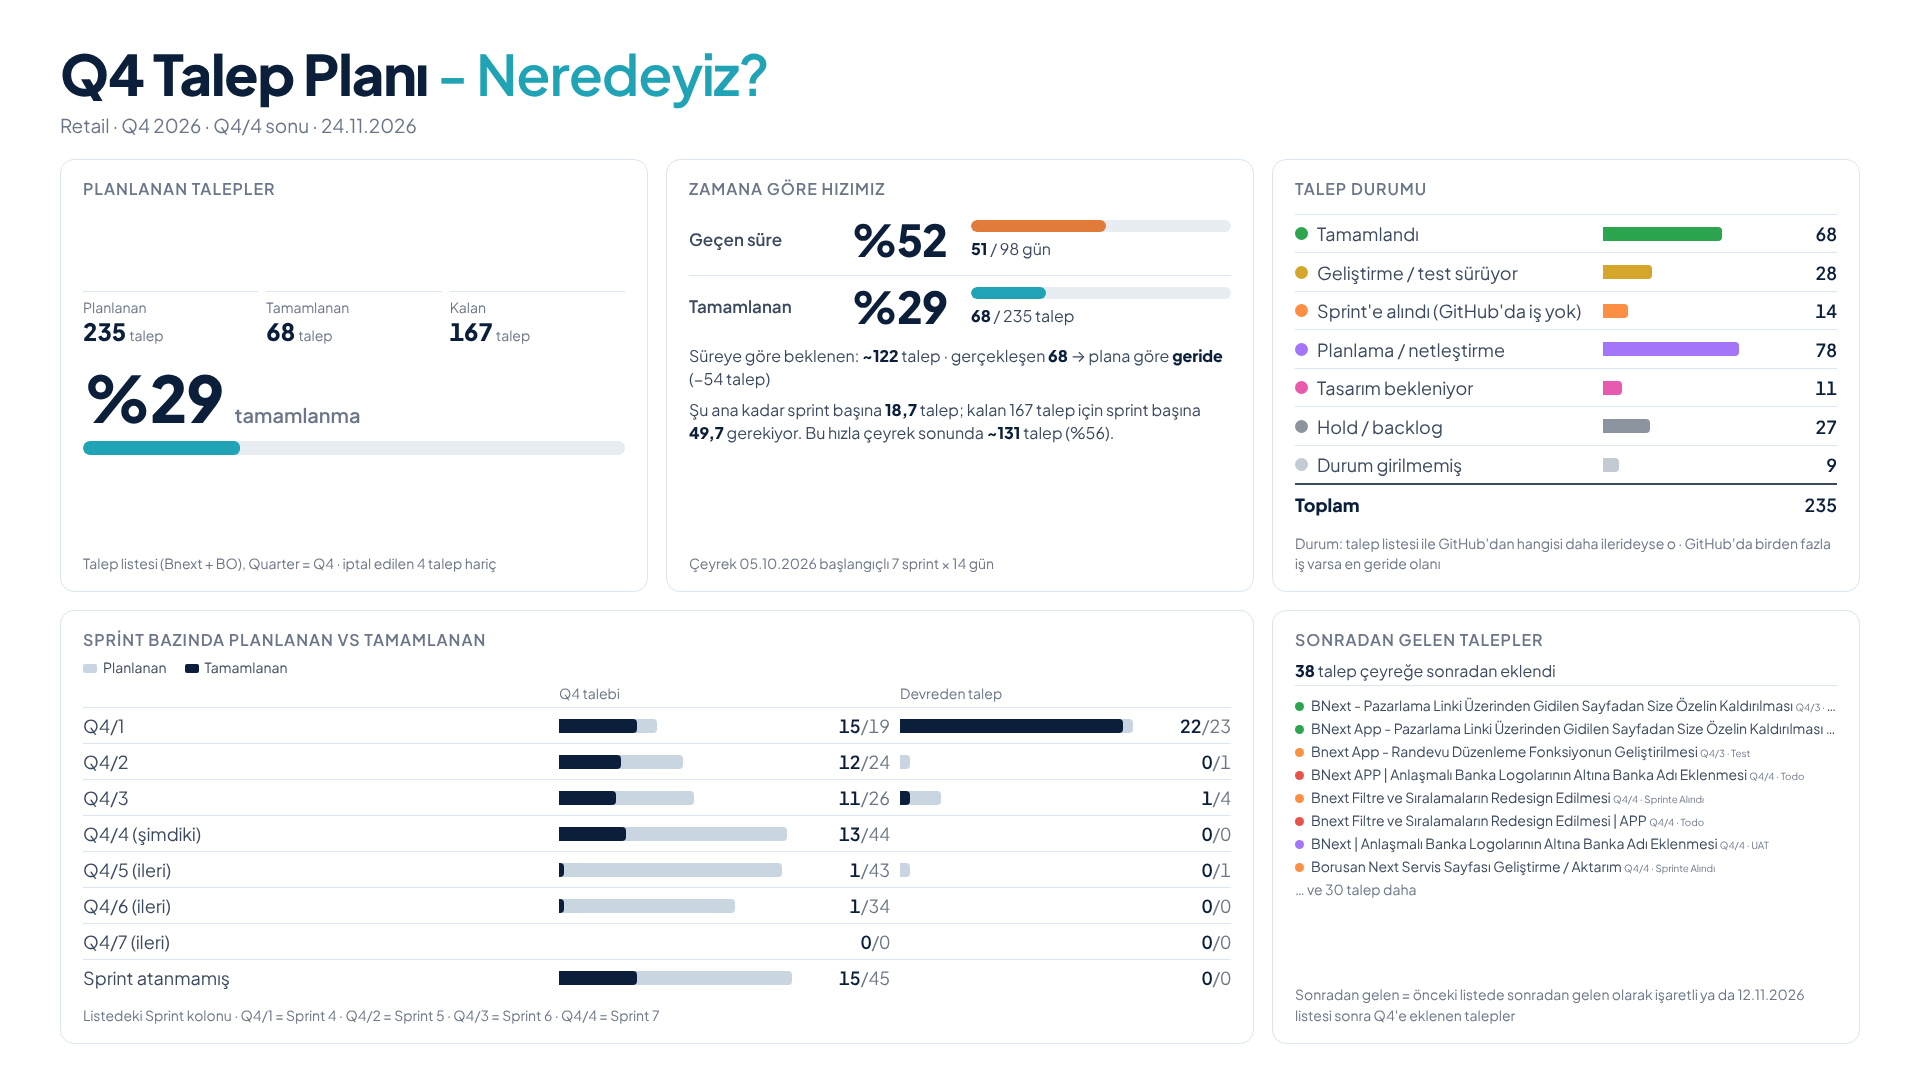 Q4 Talep Planı - Neredeyiz?
Retail · Q4 2026 · Q4/4 sonu · 24.11.2026
PLANLANAN TALEPLER
Planlanan
235 talep
Tamamlanan
68 talep
Kalan
167 talep
%29 tamamlanma
Talep listesi (Bnext + BO), Quarter = Q4 · iptal edilen 4 talep hariç
ZAMANA GÖRE HIZIMIZ
Geçen süre %52 51 / 98 gün
Tamamlanan %29 68 / 235 talep
Süreye göre beklenen: ~122 talep · gerçekleşen 68 → plana göre geride
(−54 talep)
Şu ana kadar sprint başına 18,7 talep; kalan 167 talep için sprint başına
49,7 gerekiyor. Bu hızla çeyrek sonunda ~131 talep (%56).
Çeyrek 05.10.2026 başlangıçlı 7 sprint × 14 gün
TALEP DURUMU
Tamamlandı 68
Geliştirme / test sürüyor 28
Sprint'e alındı (GitHub'da iş yok) 14
Planlama / netleştirme 78
Tasarım bekleniyor 11
Hold / backlog 27
Durum girilmemiş 9
Toplam 235
Durum: talep listesi ile GitHub'dan hangisi daha ilerideyse o · GitHub'da birden fazla
iş varsa en geride olanı
SPRİNT BAZINDA PLANLANAN VS TAMAMLANAN
Planlanan Tamamlanan
Q4 talebi Devreden talep
Q4/1 15/19 22/23
Q4/2 12/24 0/1
Q4/3 11/26 1/4
Q4/4 (şimdiki) 13/44 0/0
Q4/5 (ileri) 1/43 0/1
Q4/6 (ileri) 1/34 0/0
Q4/7 (ileri) 0/0 0/0
Sprint atanmamış 15/45 0/0
Listedeki Sprint kolonu · Q4/1 = Sprint 4 · Q4/2 = Sprint 5 · Q4/3 = Sprint 6 · Q4/4 = Sprint 7
SONRADAN GELEN TALEPLER
38 talep çeyreğe sonradan eklendi
BNext - Pazarlama Linki Üzerinden Gidilen Sayfadan Size Özelin Kaldırılması Q4/3 · ...
BNext App - Pazarlama Linki Üzerinden Gidilen Sayfadan Size Özelin Kaldırılması ...
Bnext App - Randevu Düzenleme Fonksiyonun Geliştirilmesi Q4/3 · Test
BNext APP | Anlaşmalı Banka Logolarının Altına Banka Adı Eklenmesi Q4/4 · Todo
Bnext Filtre ve Sıralamaların Redesign Edilmesi Q4/4 · Sprinte Alındı
Bnext Filtre ve Sıralamaların Redesign Edilmesi | APP Q4/4 · Todo
BNext | Anlaşmalı Banka Logolarının Altına Banka Adı Eklenmesi Q4/4 · UAT
Borusan Next Servis Sayfası Geliştirme / Aktarım Q4/4 · Sprinte Alındı
... ve 30 talep daha
Sonradan gelen = önceki listede sonradan gelen olarak işaretli ya da 12.11.2026
listesi sonra Q4'e eklenen talepler